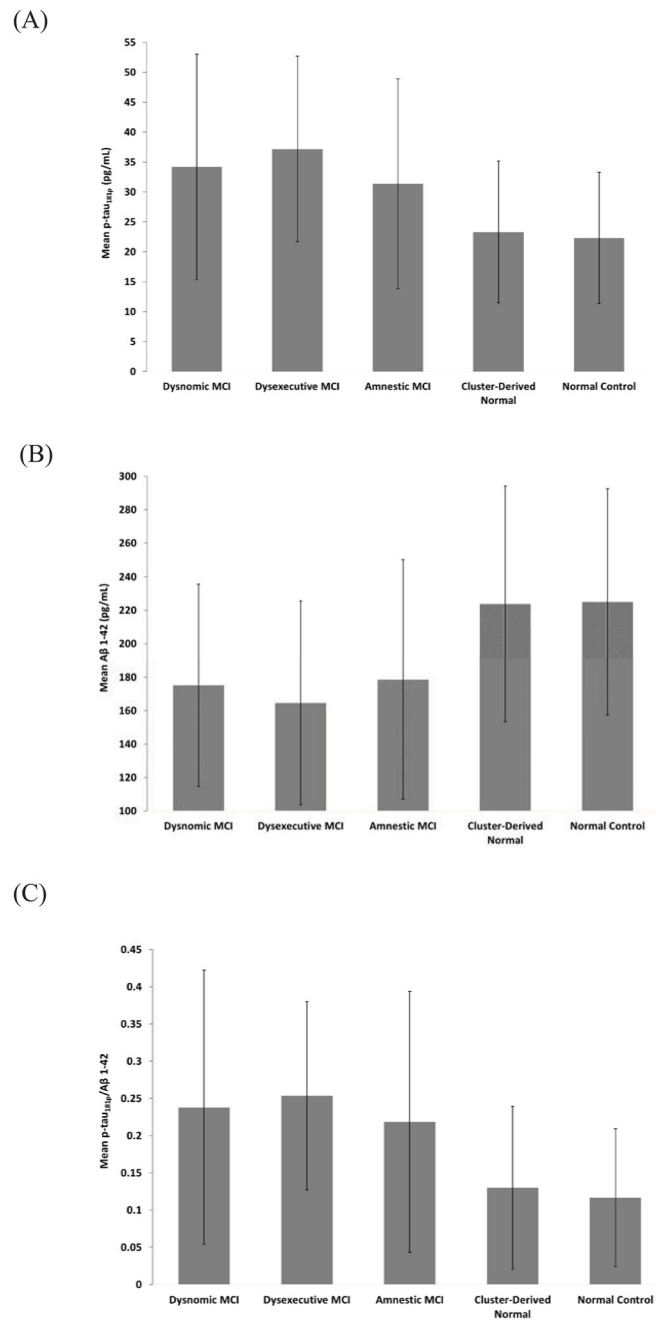 (A)
55
50
45
40
35
30
25
20
15
10
5
0
Mean p-tau181p (pg/mL)
Dysnomic MCI Dysexecutive MCI Amnestic MCI Cluster-Derived Normal Control
Normal
(B)
300
280
260
240
220
200
180
160
140
120
100
Mean Aβ 1-42 (pg/mL)
Dysnomic MCI Dysexecutive MCI Amnestic MCI Cluster-Derived Normal Control
Normal
(C)
0.45
0.4
0.35
0.3
0.25
0.2
0.15
0.1
0.05
0
Mean p-tau181p/Aβ 1-42
Dysnomic MCI Dysexecutive MCI Amnestic MCI Cluster-Derived Normal Control
Normal